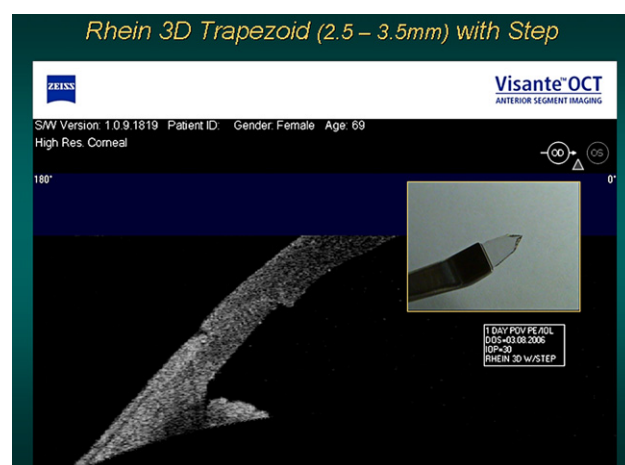 Rhein 3D Trapezoid (2.5 – 3.5mm) with Step
ZEISS
Visante™ OCT
ANTERIOR SEGMENT IMAGING
S/W Version: 1.0.9.1819 Patient ID: Gender: Female Age: 69
High Res. Corneal
OD
OS
180°
0°
1 DAY POV PE/IOL
DOS=03.08.2006
IOP=30
RHEIN 3D W/STEP